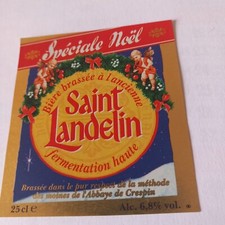 Spéciale Noël
Bière brassée à l'ancienne
Saint
Landelin
fermentation haute
Brassée dans le pur respect de la méthode
des moines de l'Abbaye de Crespin
25 cl e
Alc. 6,8% vol.